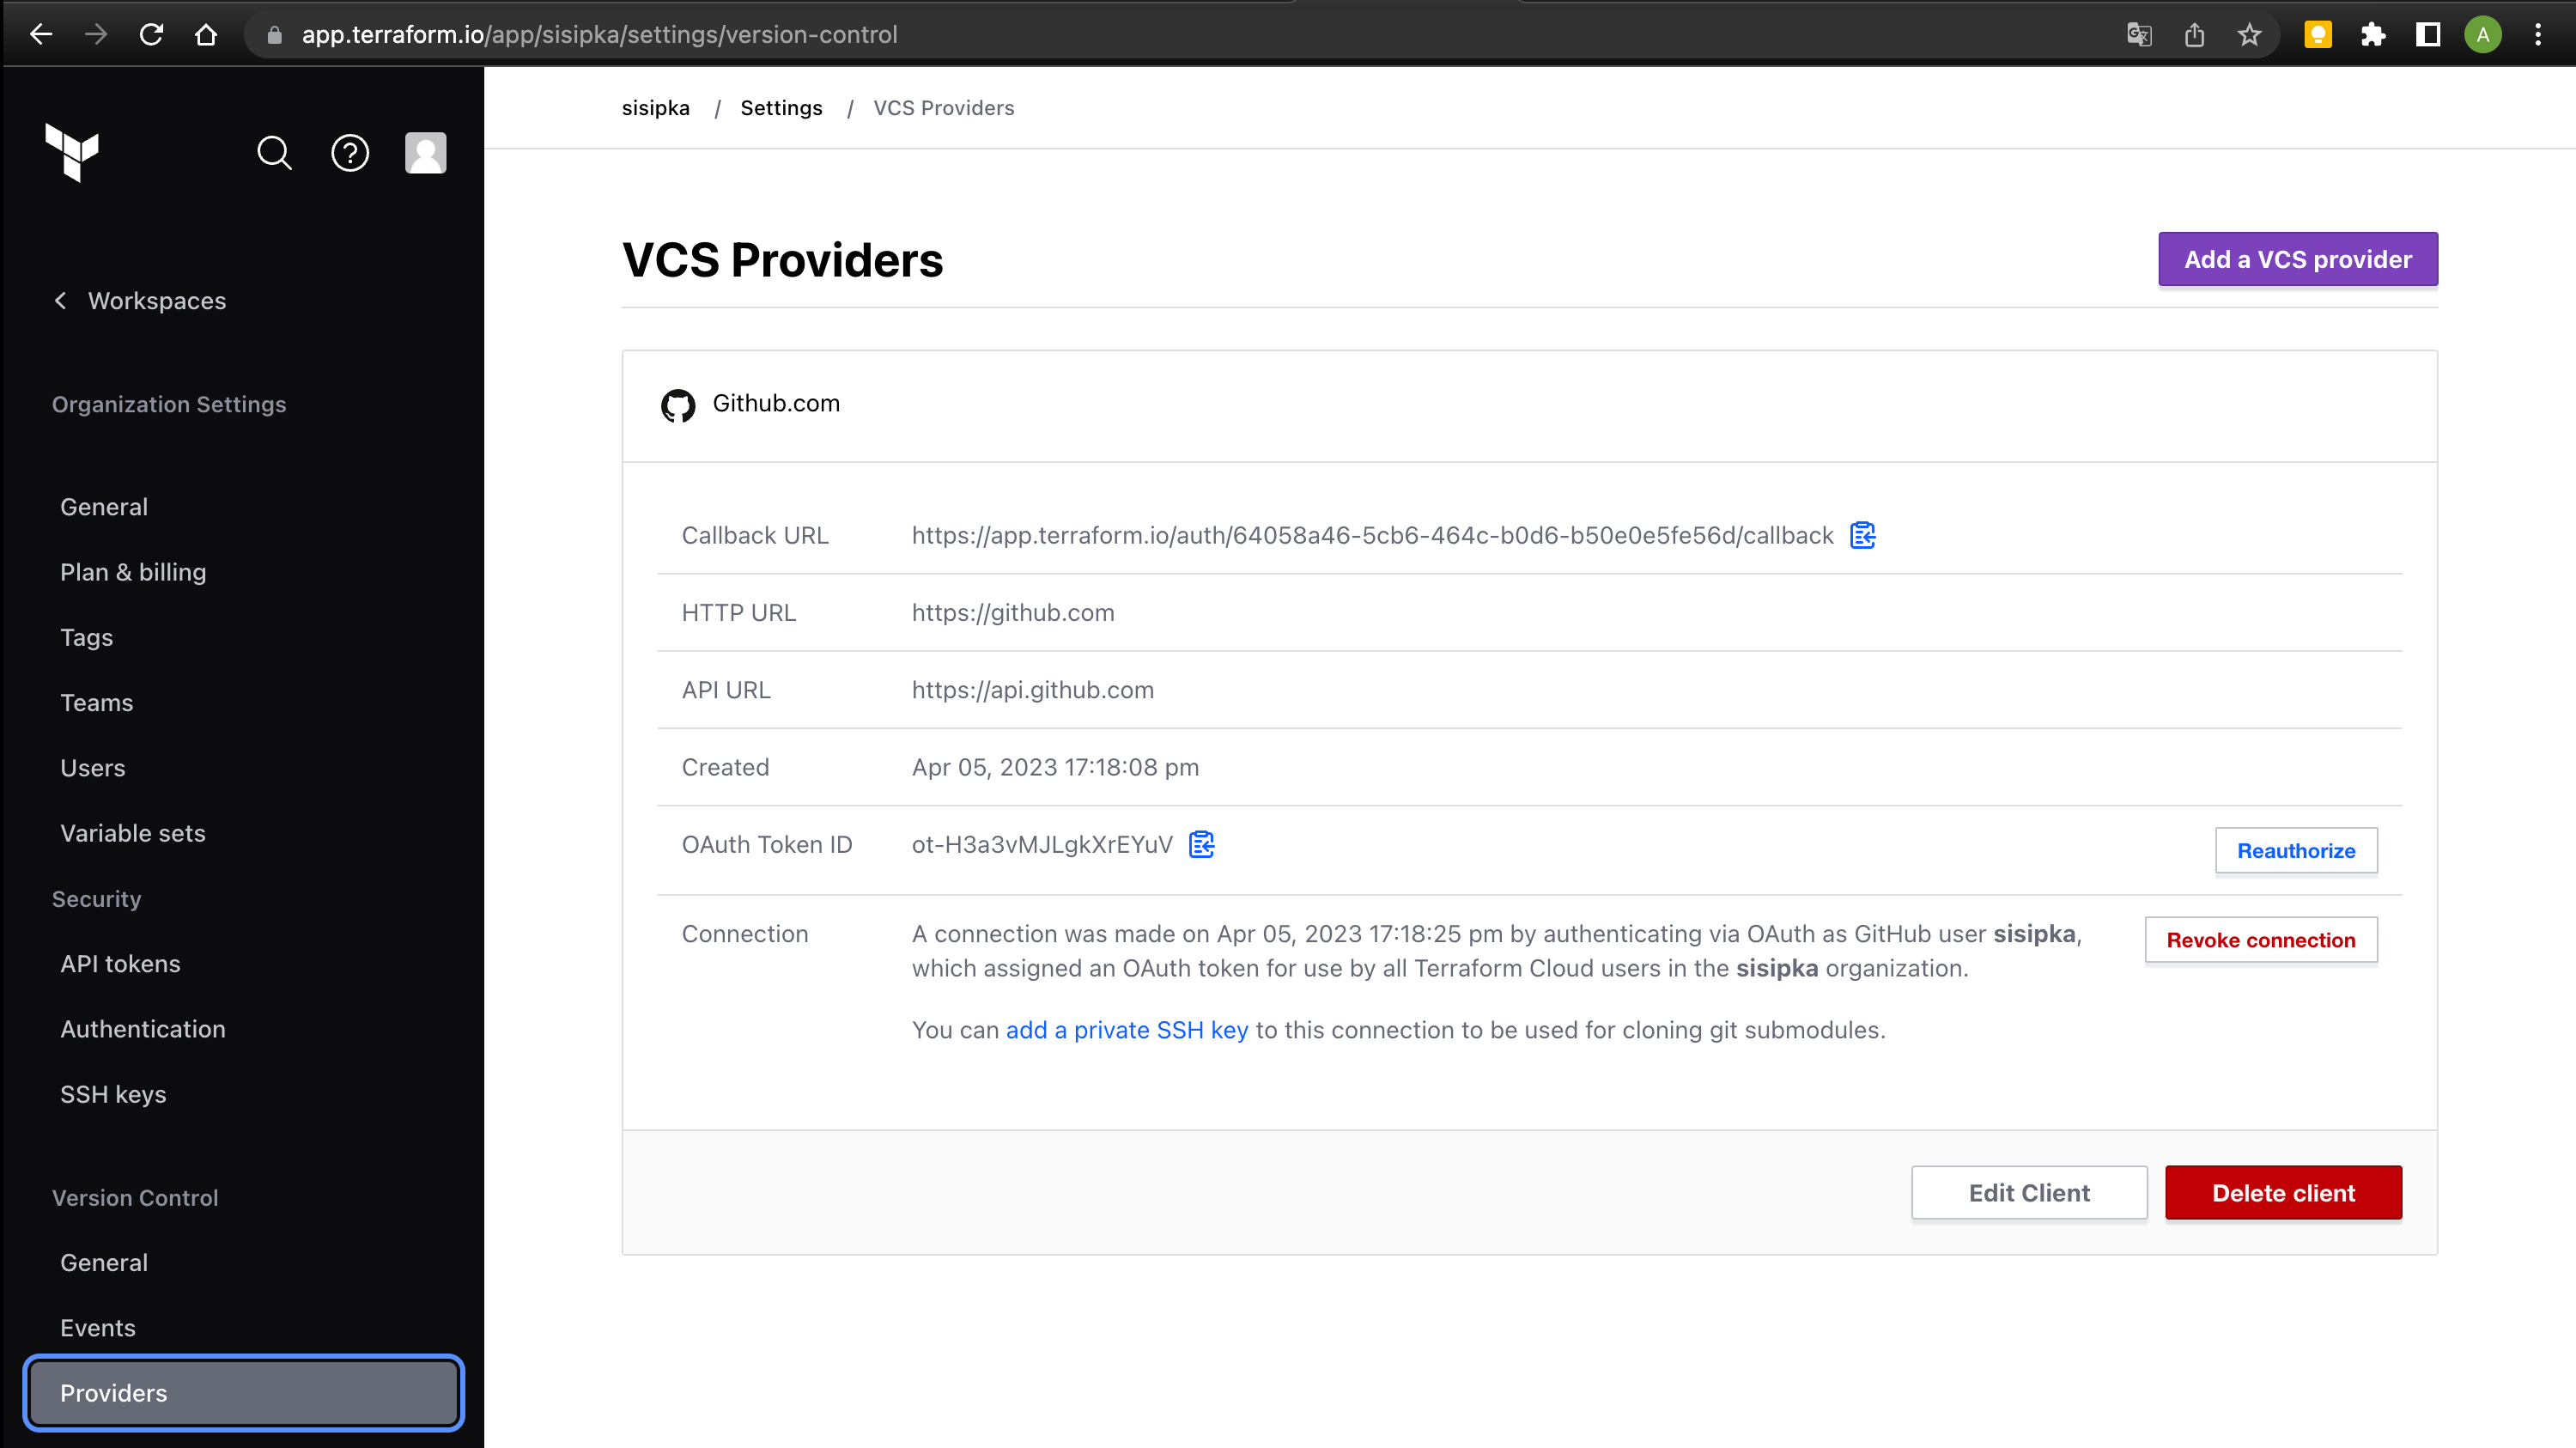 app.terraform.io/app/sisipka/settings/version-control
A
sisipka / Settings / VCS Providers
Workspaces
Organization Settings
General
Plan & billing
Tags
Teams
Users
Variable sets
Security
API tokens
Authentication
SSH keys
Version Control
General
Events
Providers
VCS Providers
Add a VCS provider
Github.com
Callback URL https://app.terraform.io/auth/64058a46-5cb6-464c-b0d6-b50e0e5fe56d/callback
HTTP URL https://github.com
API URL https://api.github.com
Created Apr 05, 2023 17:18:08 pm
OAuth Token ID ot-H3a3vMJLgkXrEYuV Reauthorize
Connection A connection was made on Apr 05, 2023 17:18:25 pm by authenticating via OAuth as GitHub user sisipka, Revoke connection
which assigned an OAuth token for use by all Terraform Cloud users in the sisipka organization.
You can add a private SSH key to this connection to be used for cloning git submodules.
Edit Client Delete client